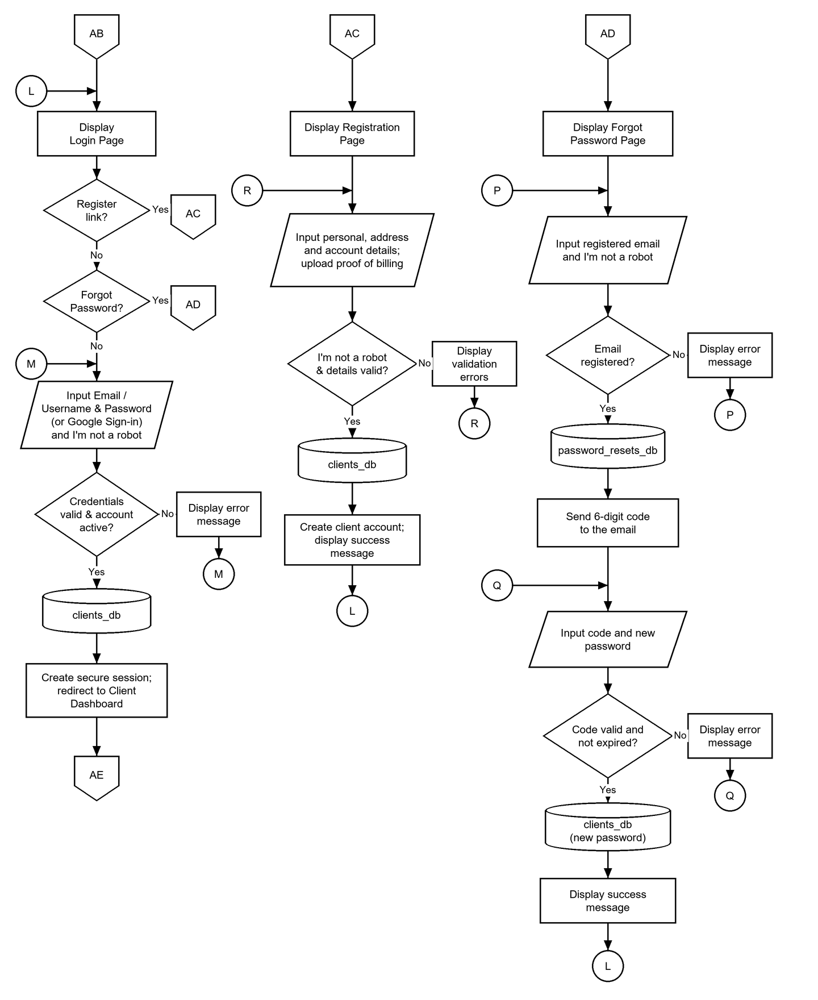 AB
L
Display
Login Page
Register
link?
Yes
AC
No
Forgot
Password?
Yes
AD
No
M
Input Email /
Username & Password
(or Google Sign-in)
and I'm not a robot
Credentials
valid & account
active?
No
Display error
message
M
Yes
clients_db
Create secure session;
redirect to Client
Dashboard
AE
AC
Display Registration
Page
R
Input personal, address
and account details;
upload proof of billing
I'm not a robot
& details valid?
No
Display
validation
errors
R
Yes
clients_db
Create client account;
display success
message
L
AD
Display Forgot
Password Page
P
Input registered email
and I'm not a robot
Email
registered?
No
Display error
message
P
Yes
password_resets_db
Send 6-digit code
to the email
Q
Input code and new
password
Code valid and
not expired?
No
Display error
message
Q
Yes
clients_db
(new password)
Display success
message
L